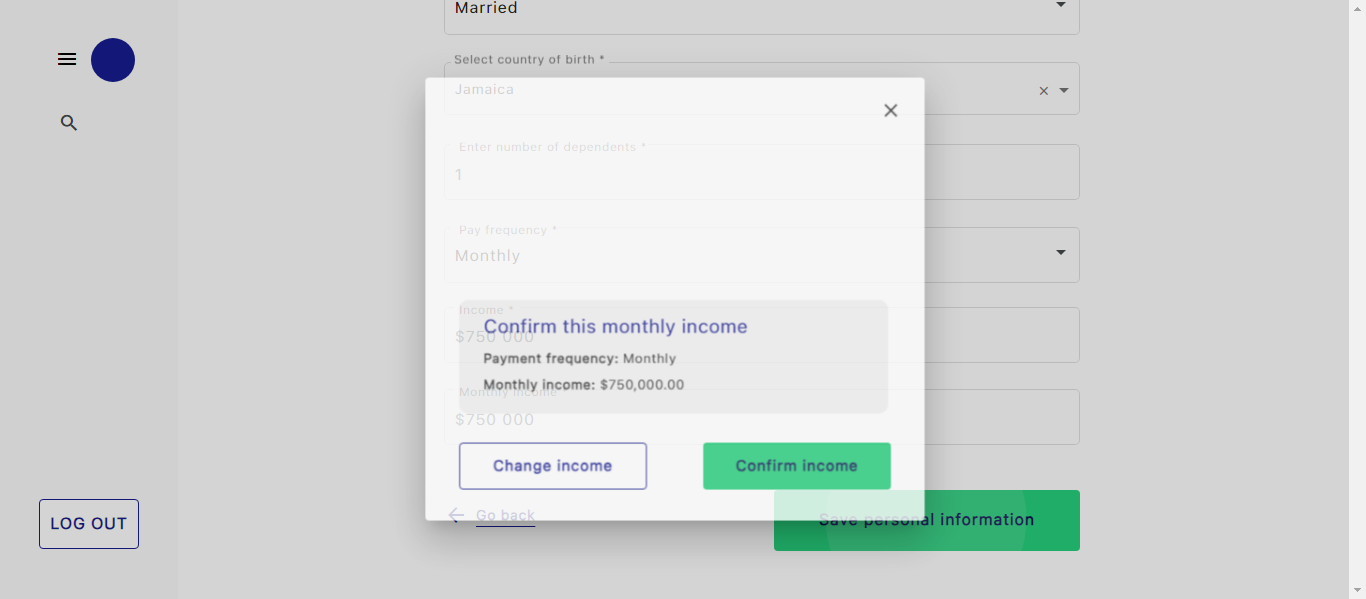 Married
Select country of birth *
Jamaica
Enter number of dependents *
1
Pay frequency *
Monthly
Income *
$750 000
Confirm this monthly income
Payment frequency: Monthly
Monthly income: $750,000.00
Monthly income
$750 000
Change income
Confirm income
Go back
Save personal information
LOG OUT